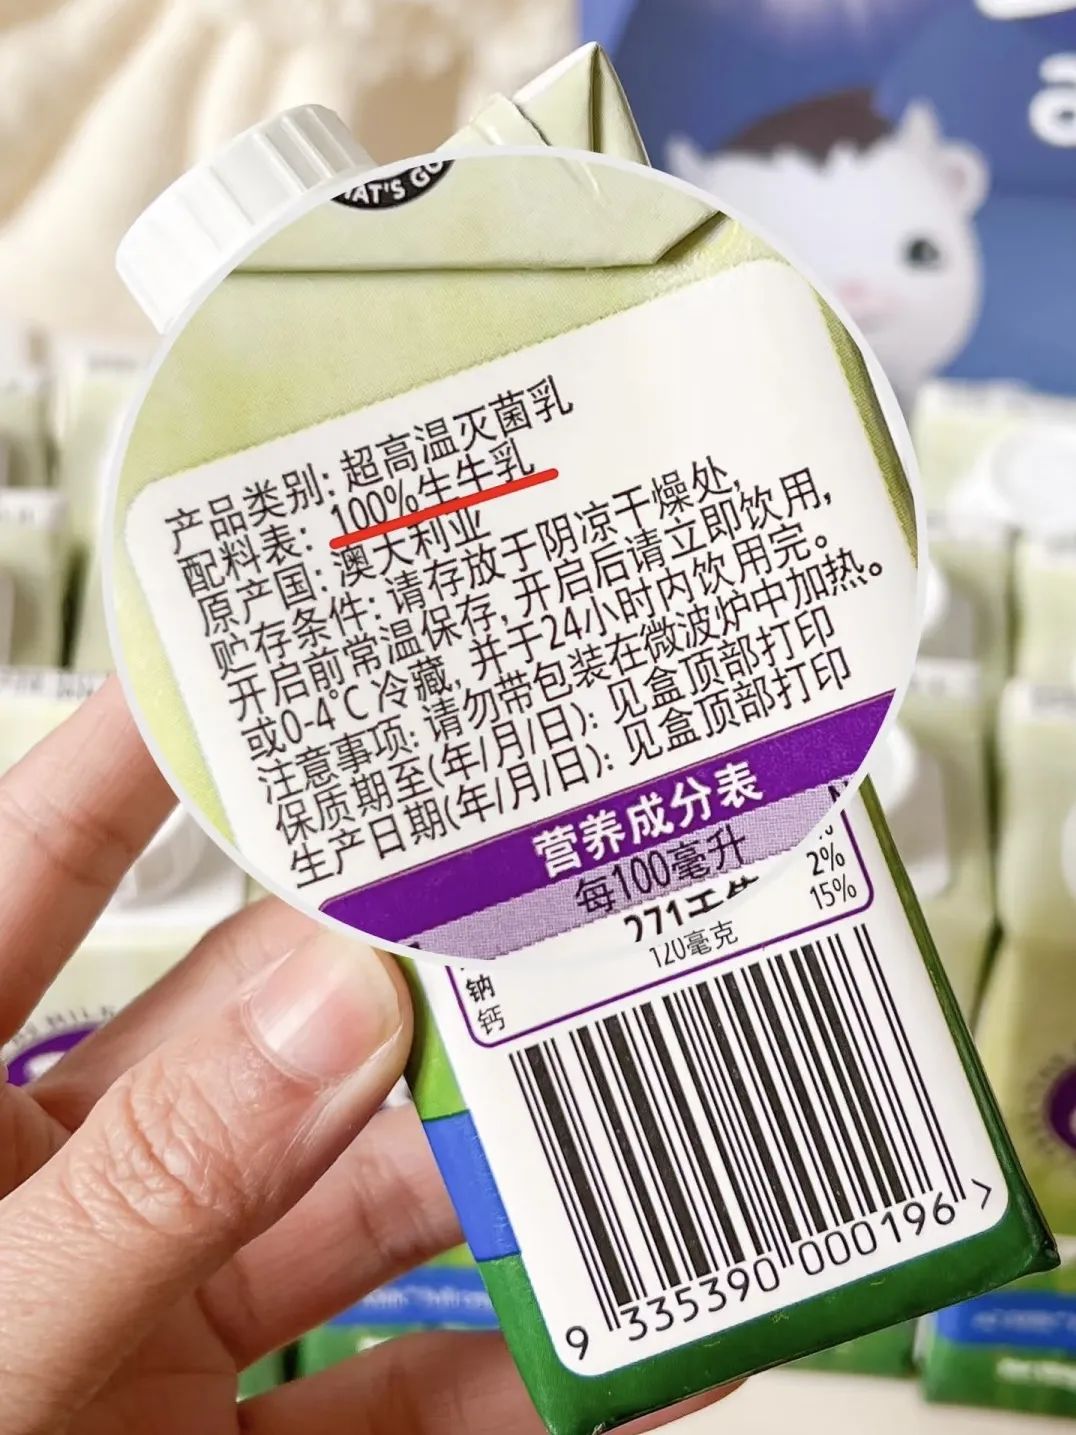 HAT'S GO
产品类别: 超高温灭菌乳
配料表: 100%生牛乳
原产国: 澳大利亚
贮存条件: 请存放于阴凉干燥处,
开启前常温保存, 开启后请立即饮用,
或0-4℃冷藏, 并于24小时内饮用完。
注意事项: 请勿带包装在微波炉中加热。
保质期至(年/月/日): 见盒顶部打印
生产日期(年/月/日): 见盒顶部打印
营养成分表
每100毫升
2%
钠
钙 120毫克 15%
9 335390 000196 >
MILK